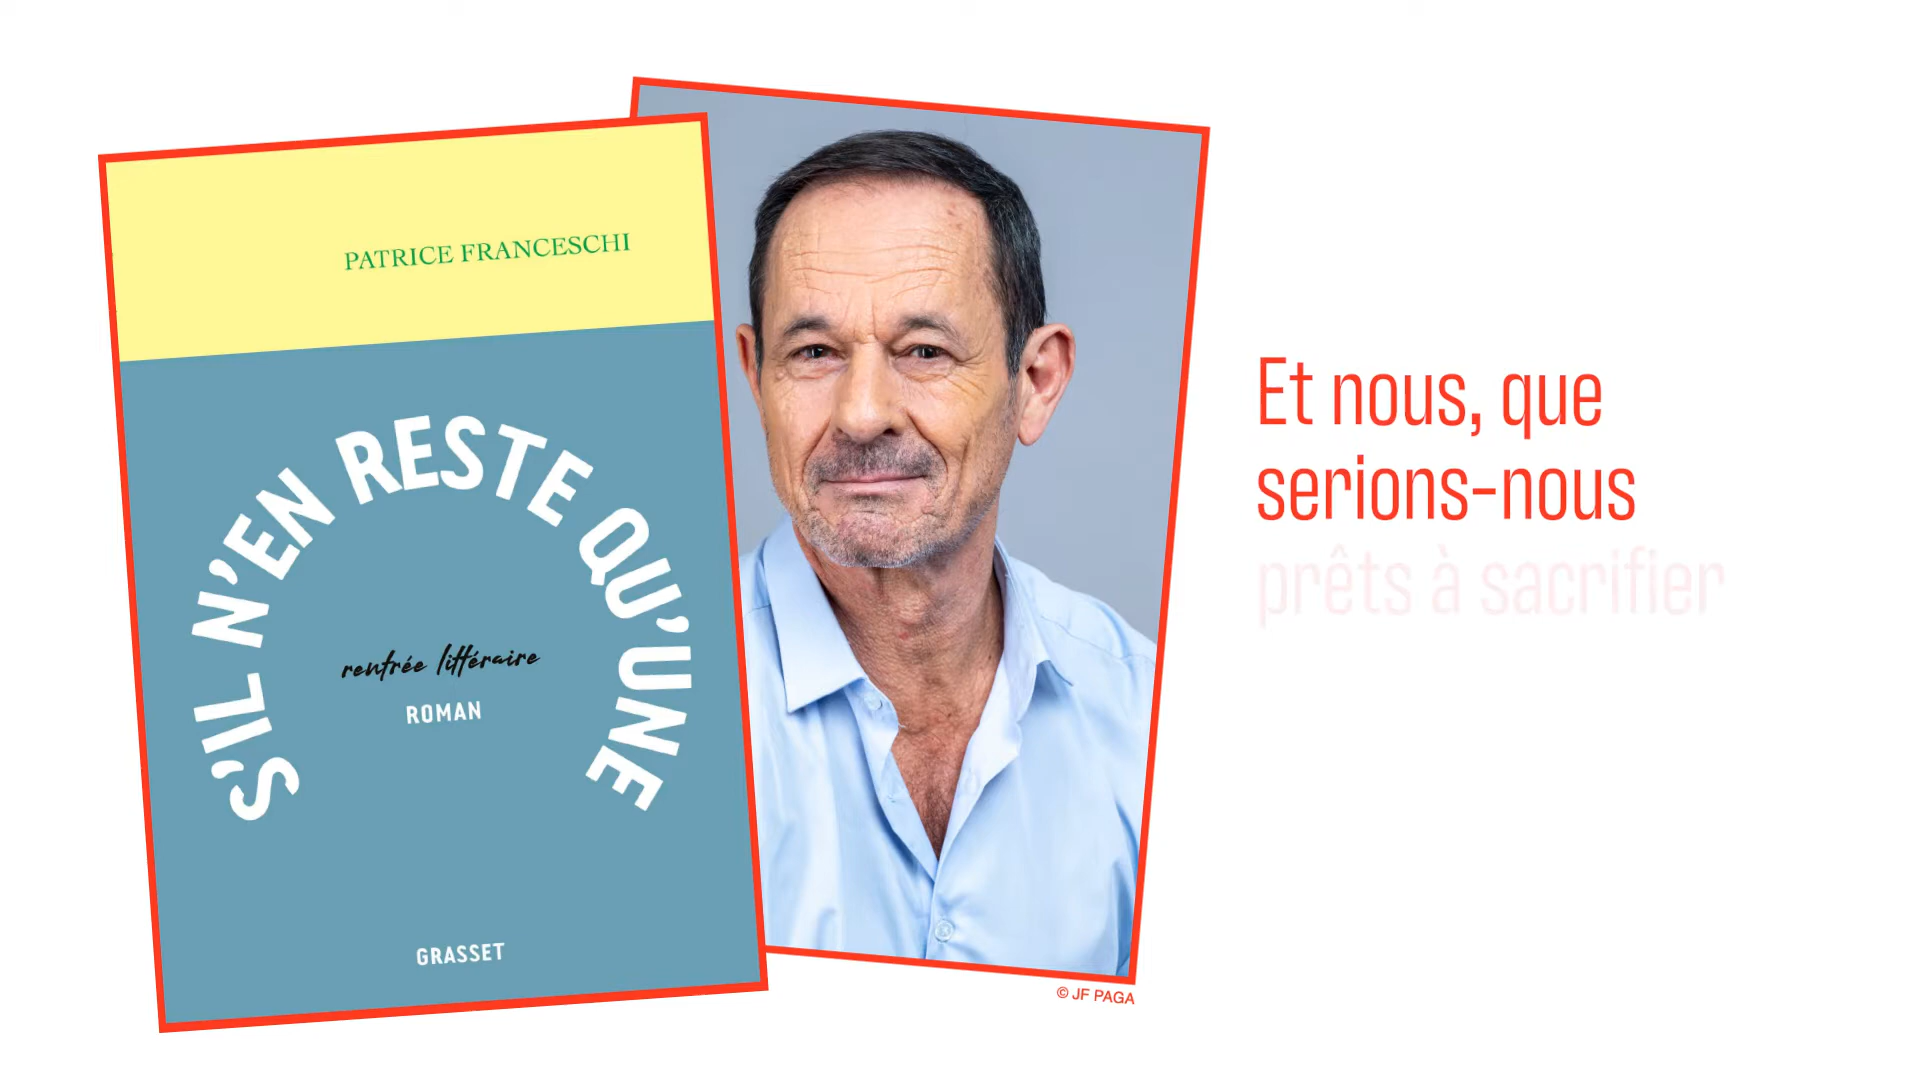 PATRICE FRANCESCHI
S'IL N'EN RESTE QU'UNE
rentrée littéraire
ROMAN
GRASSET
© JF PAGA
Et nous, que
serions-nous
prêts à sacrifier